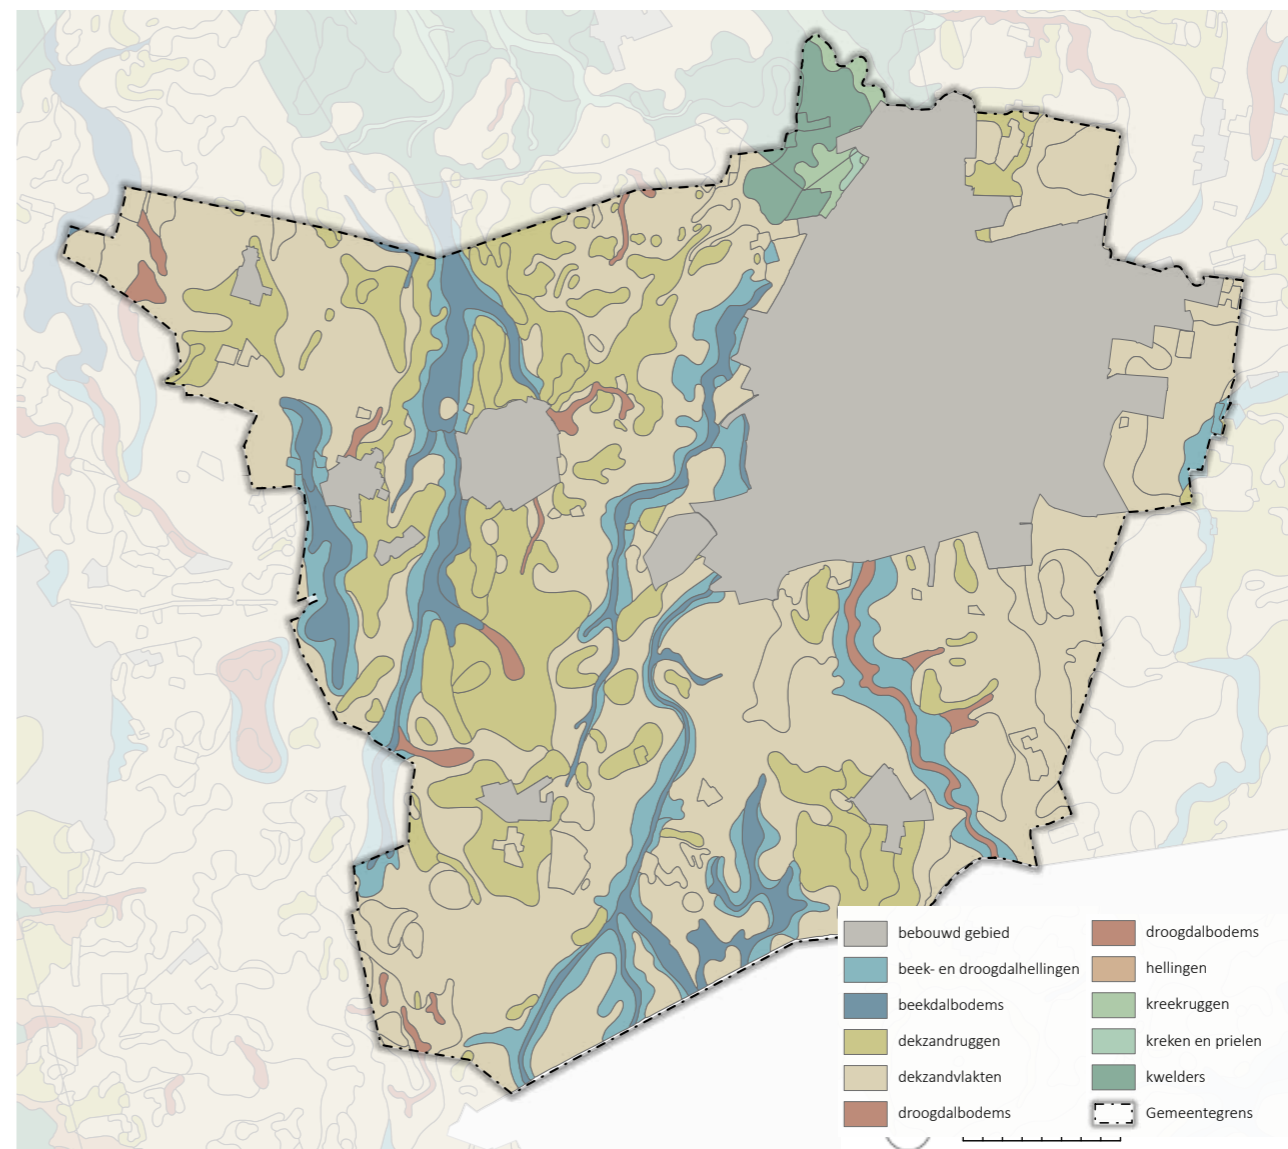 bebouwd gebied
beek- en droogdalhellingen
beekdalbodems
dekzandruggen
dekzandvlakten
droogdalbodems
droogdalbodems
hellingen
kreekruggen
kreken en prielen
kwelders
Gemeentegrens